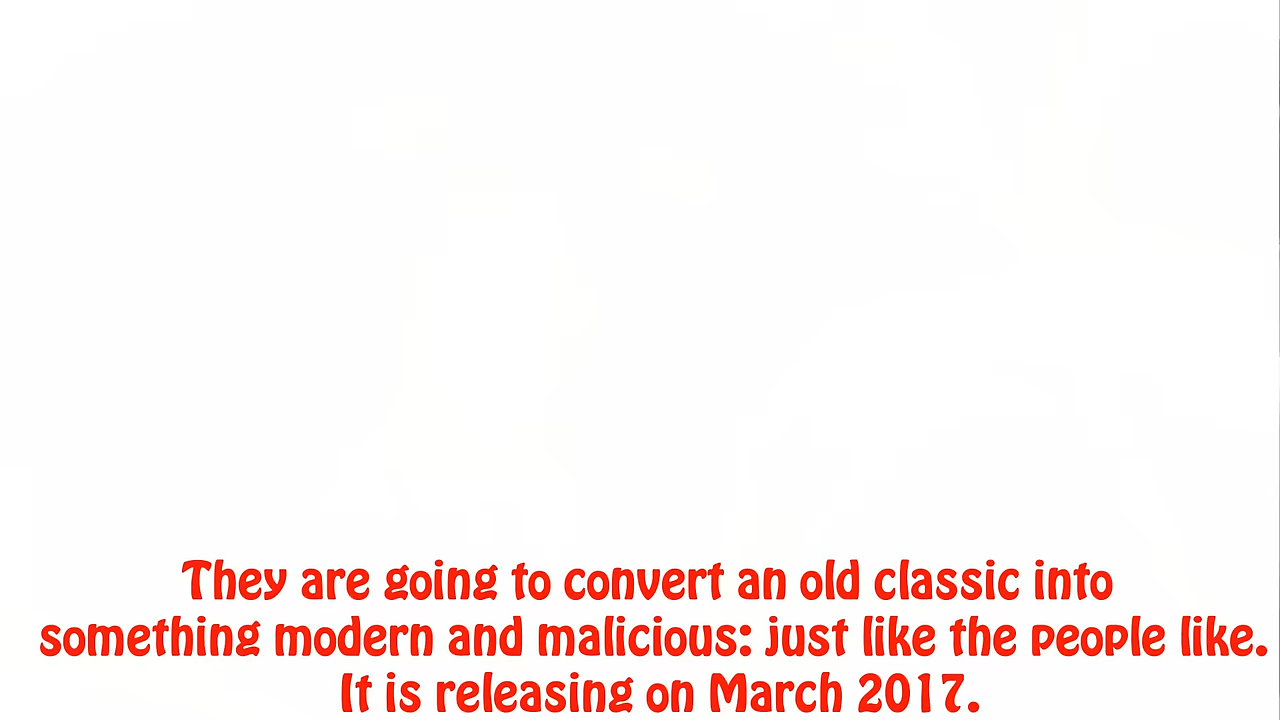 They are going to convert an old classic into
something modern and malicious: just like the people like.
It is releasing on March 2017.